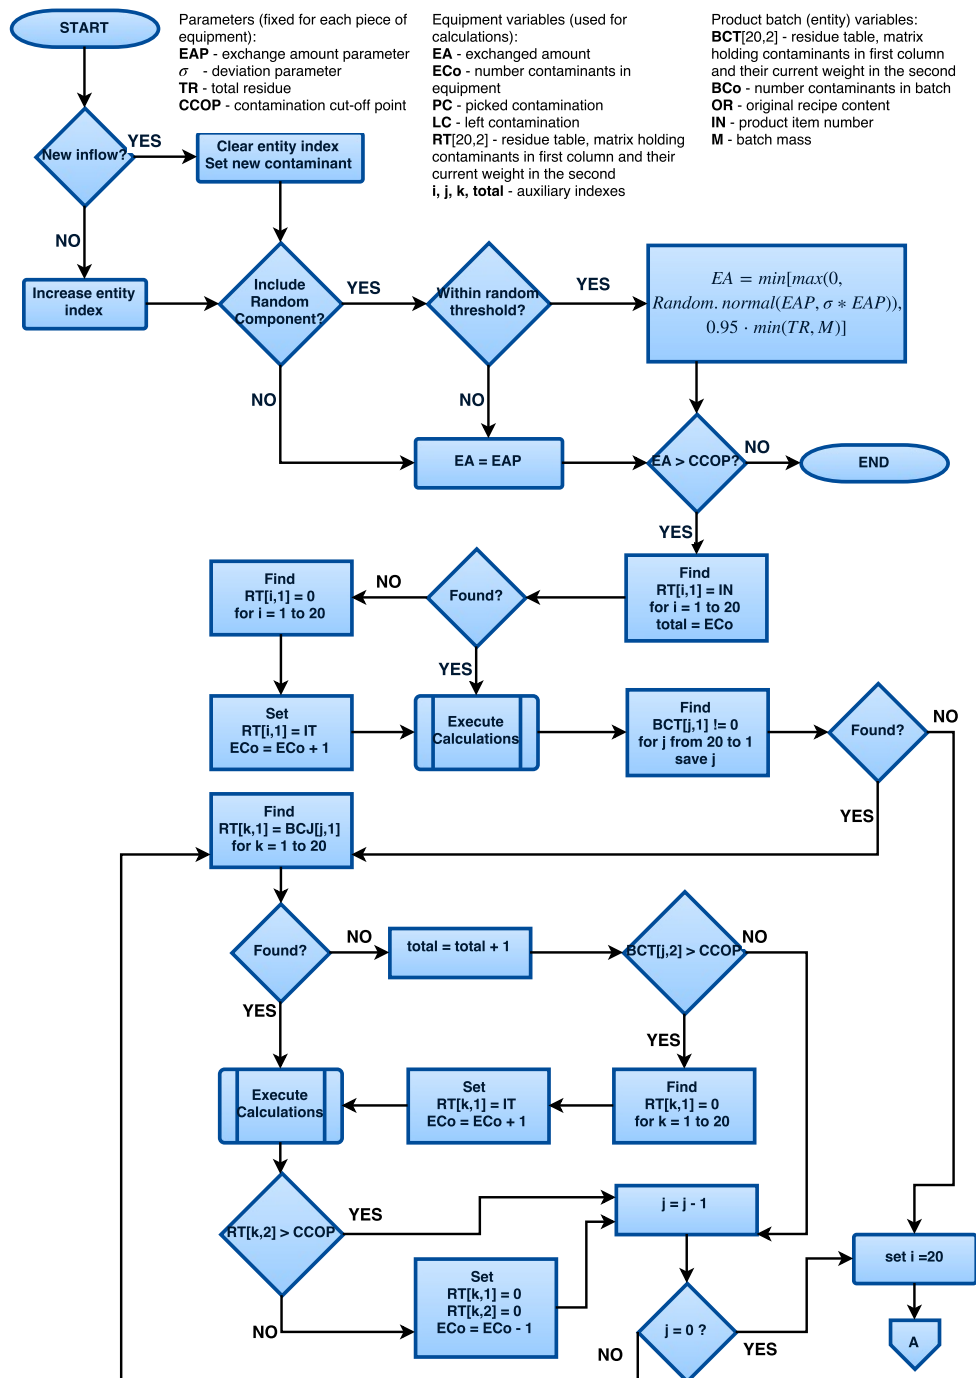 START
Parameters (fixed for each piece of
equipment):
EAP - exchange amount parameter
σ - deviation parameter
TR - total residue
CCOP - contamination cut-off point
Equipment variables (used for
calculations):
EA - exchanged amount
ECo - number contaminants in
equipment
PC - picked contamination
LC - left contamination
RT[20,2] - residue table, matrix holding
contaminants in first column and their
current weight in the second
i, j, k, total - auxiliary indexes
Product batch (entity) variables:
BCT[20,2] - residue table, matrix
holding contaminants in first column
and their current weight in the second
BCo - number contaminants in batch
OR - original recipe content
IN - product item number
M - batch mass
New inflow?
YES
Clear entity index
Set new contaminant
NO
Increase entity
index
Include
Random
Component?
YES
Within random
threshold?
YES
EA = min[max(0,
Random. normal(EAP, σ ∗ EAP)),
0.95 · min(TR, M)]
NO
NO
EA = EAP
EA > CCOP?
NO
END
YES
Find
RT[i,1] = IN
for i = 1 to 20
total = ECo
Found?
NO
Find
RT[i,1] = 0
for i = 1 to 20
YES
Set
RT[i,1] = IT
ECo = ECo + 1
Execute
Calculations
Find
BCT[j,1] != 0
for j from 20 to 1
save j
Found?
NO
YES
Find
RT[k,1] = BCJ[j,1]
for k = 1 to 20
Found?
NO
total = total + 1
BCT[j,2] > CCOP
NO
YES
YES
Execute
Calculations
Set
RT[k,1] = IT
ECo = ECo + 1
Find
RT[k,1] = 0
for k = 1 to 20
RT[k,2] > CCOP
YES
j = j - 1
NO
Set
RT[k,1] = 0
RT[k,2] = 0
ECo = ECo - 1
j = 0 ?
NO
YES
set i =20
A